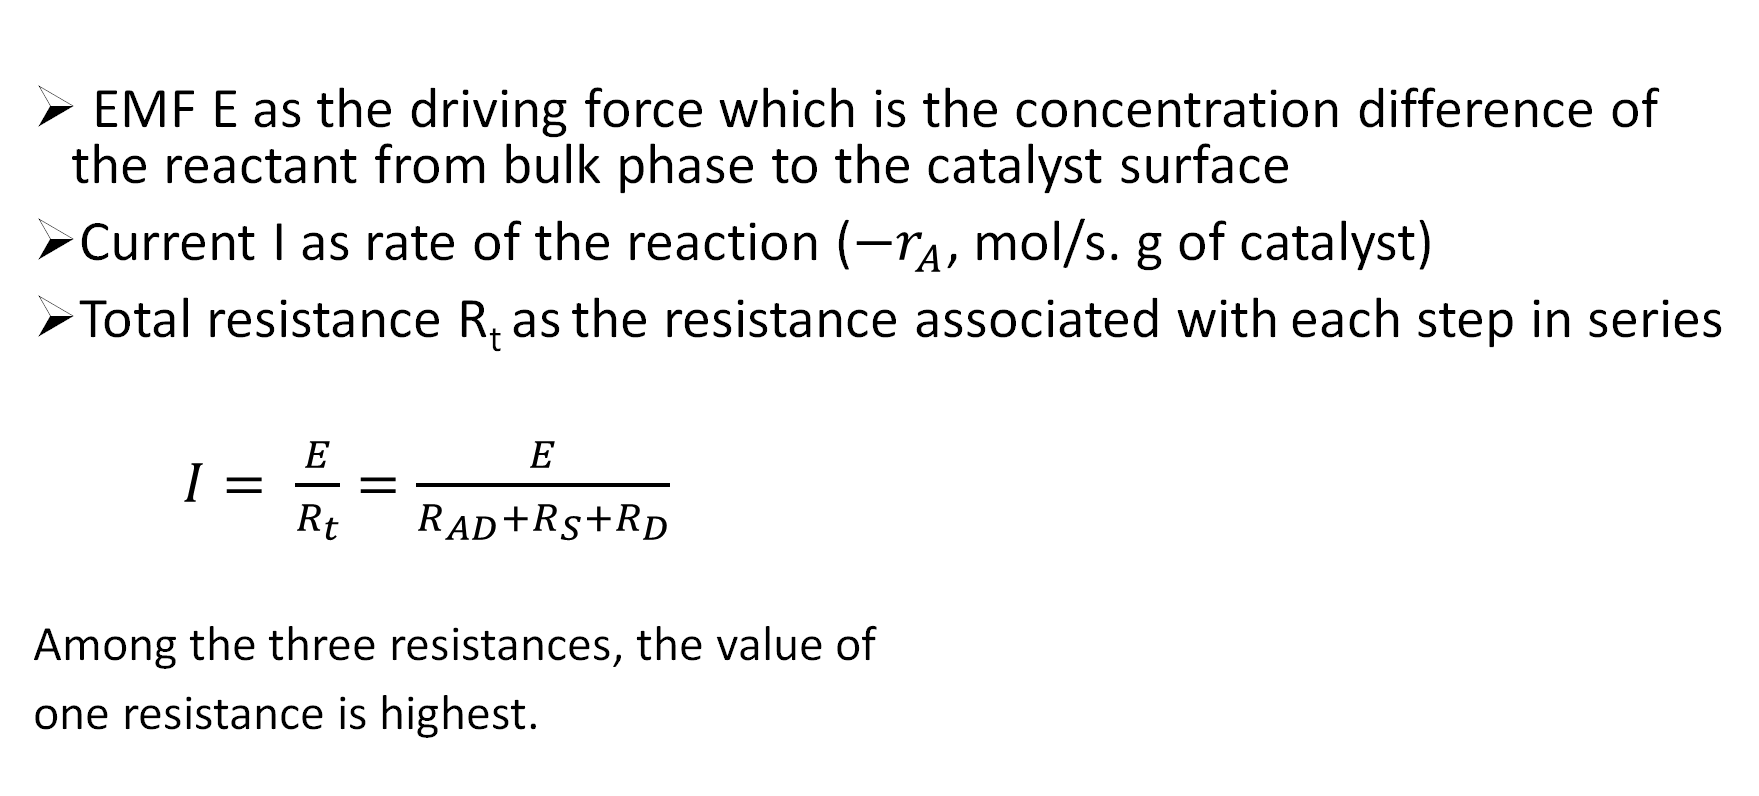 ➢ EMF E as the driving force which is the concentration difference of
the reactant from bulk phase to the catalyst surface
➢Current I as rate of the reaction (−r_A, mol/s. g of catalyst)
➢Total resistance R_t as the resistance associated with each step in series
I = E/R_t = E/(R_AD+R_S+R_D)
Among the three resistances, the value of
one resistance is highest.